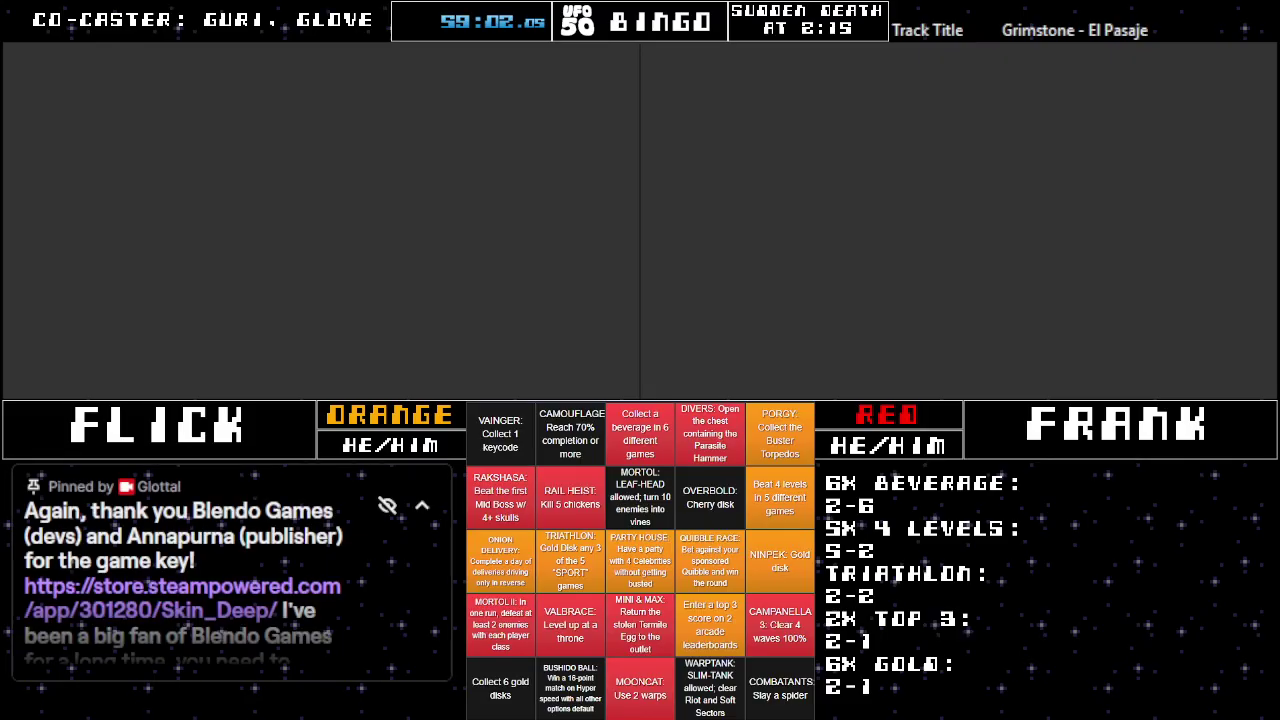 CO-CASTER: GURI, GLOVE
59:02.05
UFO 50 BINGO
SUDDEN DEATH
AT 2:15
Track Title
Grimstone - El Pasaje
FLICK
ORANGE
HE/HIM
RED
HE/HIM
FRANK
VAINGER:
Collect 1
keycode
CAMOUFLAGE
Reach 70%
completion or
more
Collect a
beverage in 6
different
games
DIVERS: Open
the chest
containing the
Parasite
Hammer
PORGY:
Collect the
Buster
Torpedos
RAKSHASA:
Beat the first
Mid Boss w/
4+ skulls
RAIL HEIST:
Kill 5 chickens
MORTOL:
LEAF-HEAD
allowed; turn 10
enemies into
vines
OVERBOLD:
Cherry disk
Beat 4 levels
in 5 different
games
ONION
DELIVERY:
Complete a day of
deliveries driving
only in reverse
TRIATHLON:
Gold Disk any 3
of the 5
"SPORT"
games
PARTY HOUSE:
Have a party
with 4 Celebrities
without getting
busted
QUIBBLE RACE:
Bet against your
sponsored
Quibble and win
the round
NINPEK: Gold
disk
MORTOL II: in
one run, defeat at
least 2 enemies
with each player
class
VALBRACE:
Level up at a
throne
MINI & MAX:
Return the
stolen Termite
Egg to the
outlet
Enter a top 3
score on 2
arcade
leaderboards
CAMPANELLA
3: Clear 4
waves 100%
Collect 6 gold
disks
BUSHIDO BALL:
Win a 16-point
match on Hyper
speed with all other
options default
MOONCAT:
Use 2 warps
WARPTANK:
SLIM-TANK
allowed; clear
Riot and Soft
Sectors
COMBATANTS:
Slay a spider
Pinned by Glottal
Again, thank you Blendo Games
(devs) and Annapurna (publisher)
for the game key!
https://store.steampowered.com
/app/301280/Skin_Deep/ I've
been a big fan of Blendo Games
for a long time, you need to
6X BEVERAGE:
2-6
5X 4 LEVELS:
5-2
TRIATHLON:
2-2
2X TOP 3:
2-1
6X GOLD:
2-1